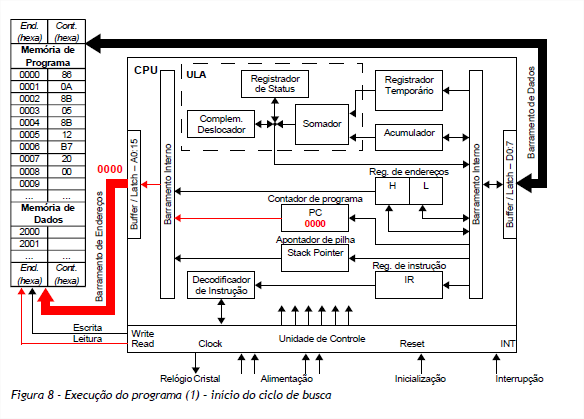 End. Cont.
(hexa) (hexa)
Memória de
Programa
0000 86
0001 0A
0002 8B
0003 05
0004 8B
0005 12
0006 B7
0007 20
0008 00
0009
... ...
Memória de
Dados
2000
2001
... ...
End. Cont.
(hexa) (hexa)
0000
Barramento de Endereços
Escrita
Leitura
CPU
ULA
Registrador
de Status
Complem.
Deslocador
Somador
Registrador
Temporário
Acumulador
Buffer / Latch – A0:15
Barramento Interno
Reg. de endereços
H L
Contador de programa
PC
0000
Apontador de pilha
Stack Pointer
Reg. de instrução
IR
Decodificador
de Instrução
Barramento Interno
Buffer / Latch – D0:7
Barramento de Dados
Write
Read
Clock
Unidade de Controle
Reset
INT
Relógio Cristal
Alimentação
Inicialização
Interrupção
Figura 8 - Execução do programa (1) - inicio do ciclo de busca